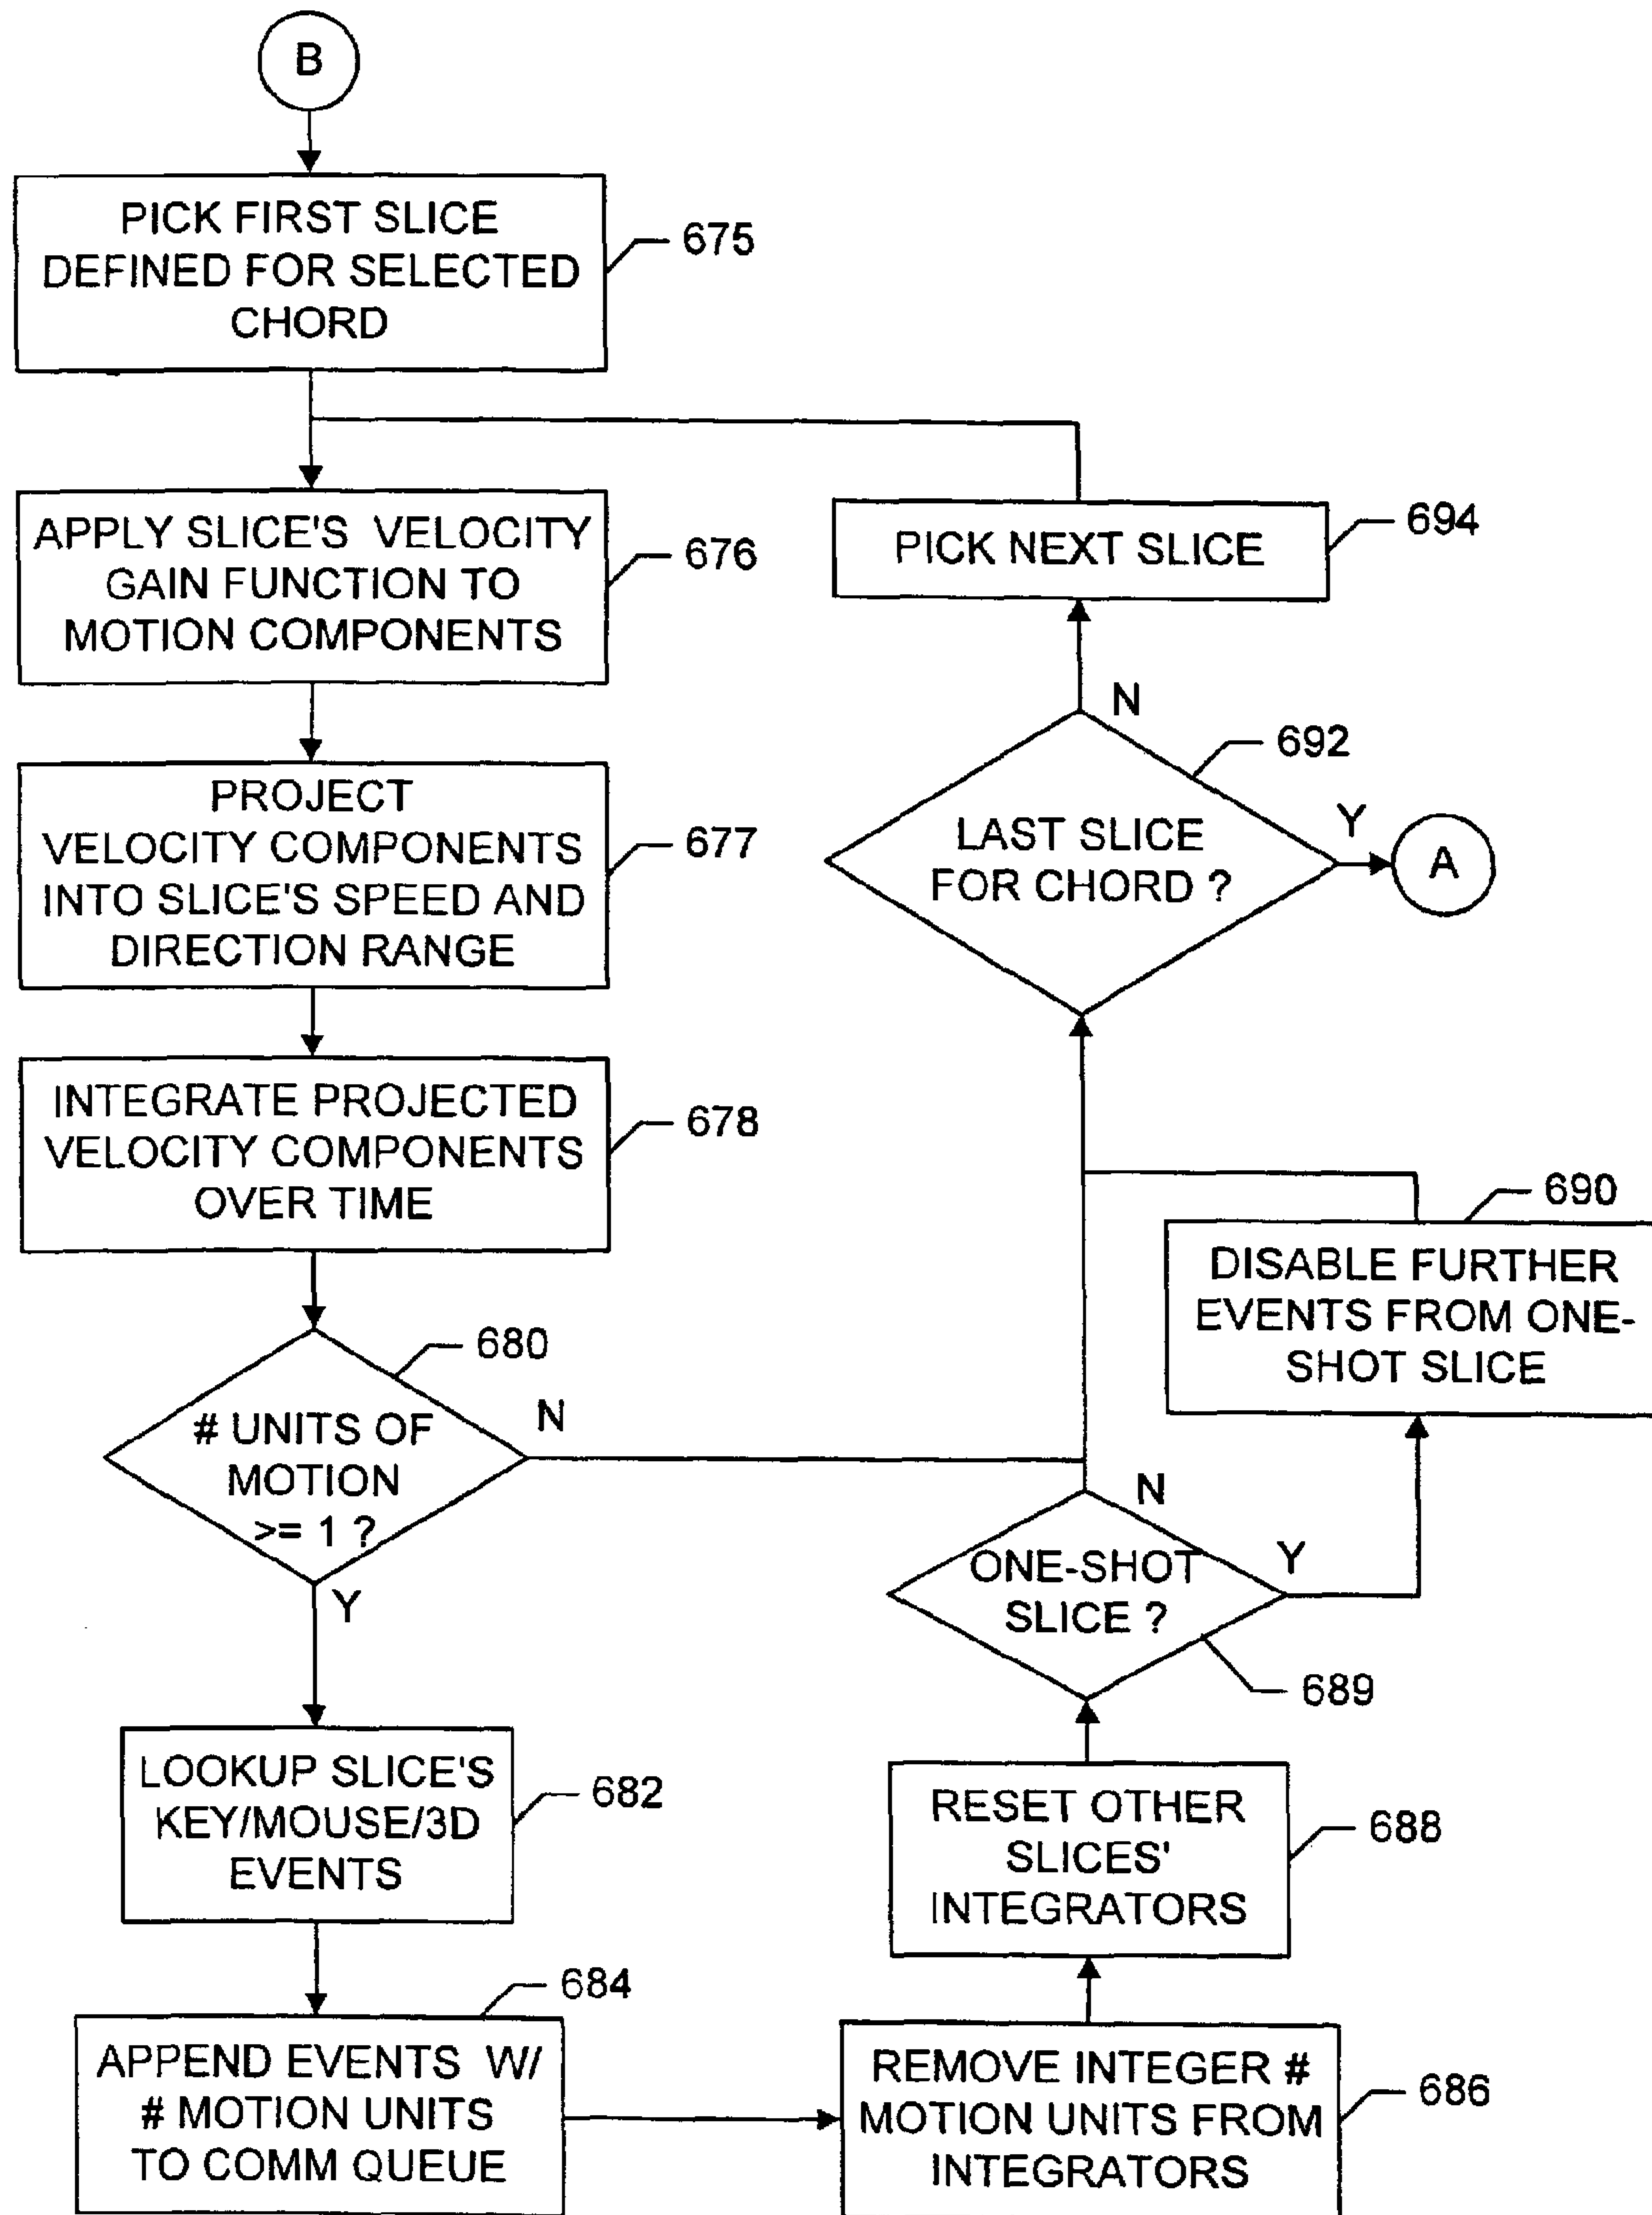 B
PICK FIRST SLICE
DEFINED FOR SELECTED
CHORD
675
APPLY SLICE'S VELOCITY
GAIN FUNCTION TO
MOTION COMPONENTS
676
PROJECT
VELOCITY COMPONENTS
INTO SLICE'S SPEED AND
DIRECTION RANGE
677
INTEGRATE PROJECTED
VELOCITY COMPONENTS
OVER TIME
678
# UNITS OF
MOTION
>= 1 ?
680
N
Y
LOOKUP SLICE'S
KEY/MOUSE/3D
EVENTS
682
APPEND EVENTS W/
# MOTION UNITS
TO COMM QUEUE
684
REMOVE INTEGER #
MOTION UNITS FROM
INTEGRATORS
686
RESET OTHER
SLICES'
INTEGRATORS
688
ONE-SHOT
SLICE ?
689
N
Y
DISABLE FURTHER
EVENTS FROM ONE-
SHOT SLICE
690
LAST SLICE
FOR CHORD ?
692
N
Y
A
PICK NEXT SLICE
694